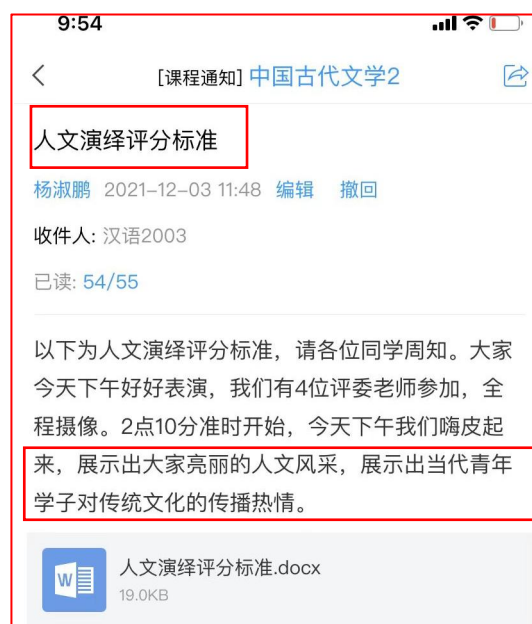 9:54
[课程通知] 中国古代文学2
人文演绎评分标准
杨淑鹏 2021-12-03 11:48 编辑 撤回
收件人: 汉语2003
已读: 54/55
以下为人文演绎评分标准，请各位同学周知。大家
今天下午好好表演，我们有4位评委老师参加，全
程摄像。2点10分准时开始，今天下午我们嗨皮起
来，展示出大家亮丽的人文风采，展示出当代青年
学子对传统文化的传播热情。
W
人文演绎评分标准.docx
19.0KB